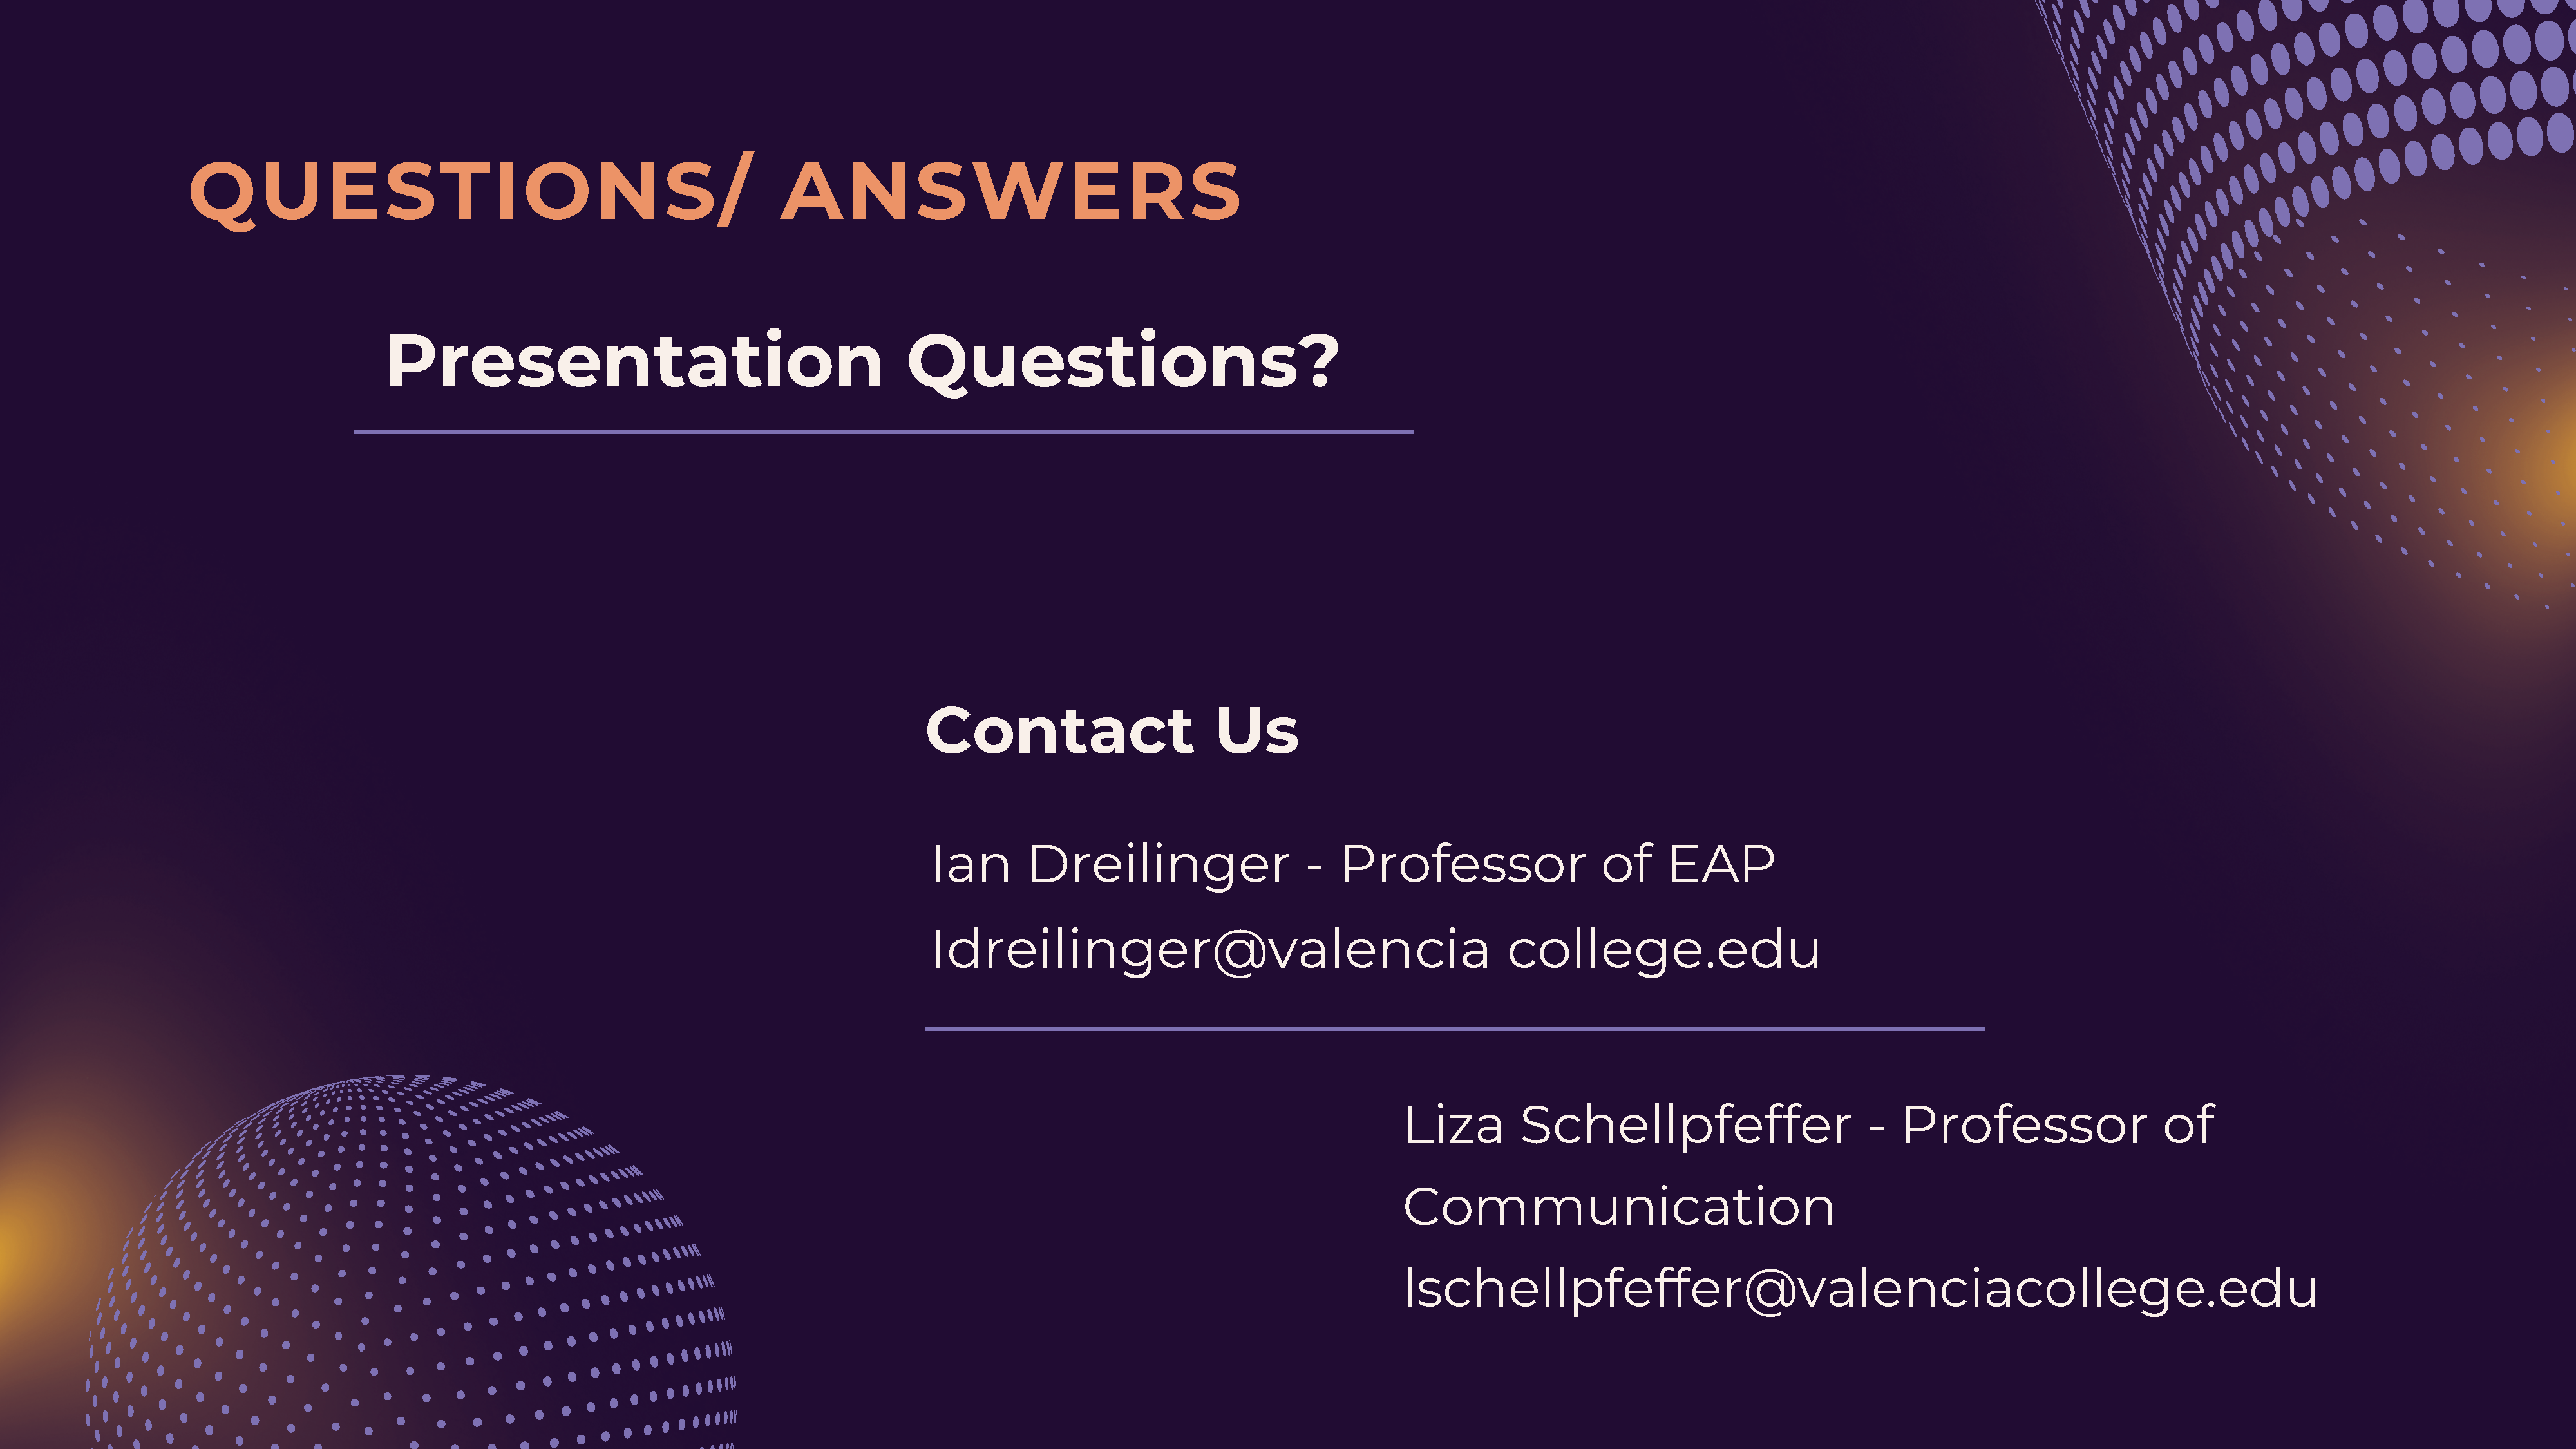 QUESTIONS/ ANSWERS
Presentation Questions?
Contact Us
Ian Dreilinger - Professor of EAP
Idreilinger@valencia college.edu
Liza Schellpfeffer - Professor of
Communication
lschellpfeffer@valenciacollege.edu